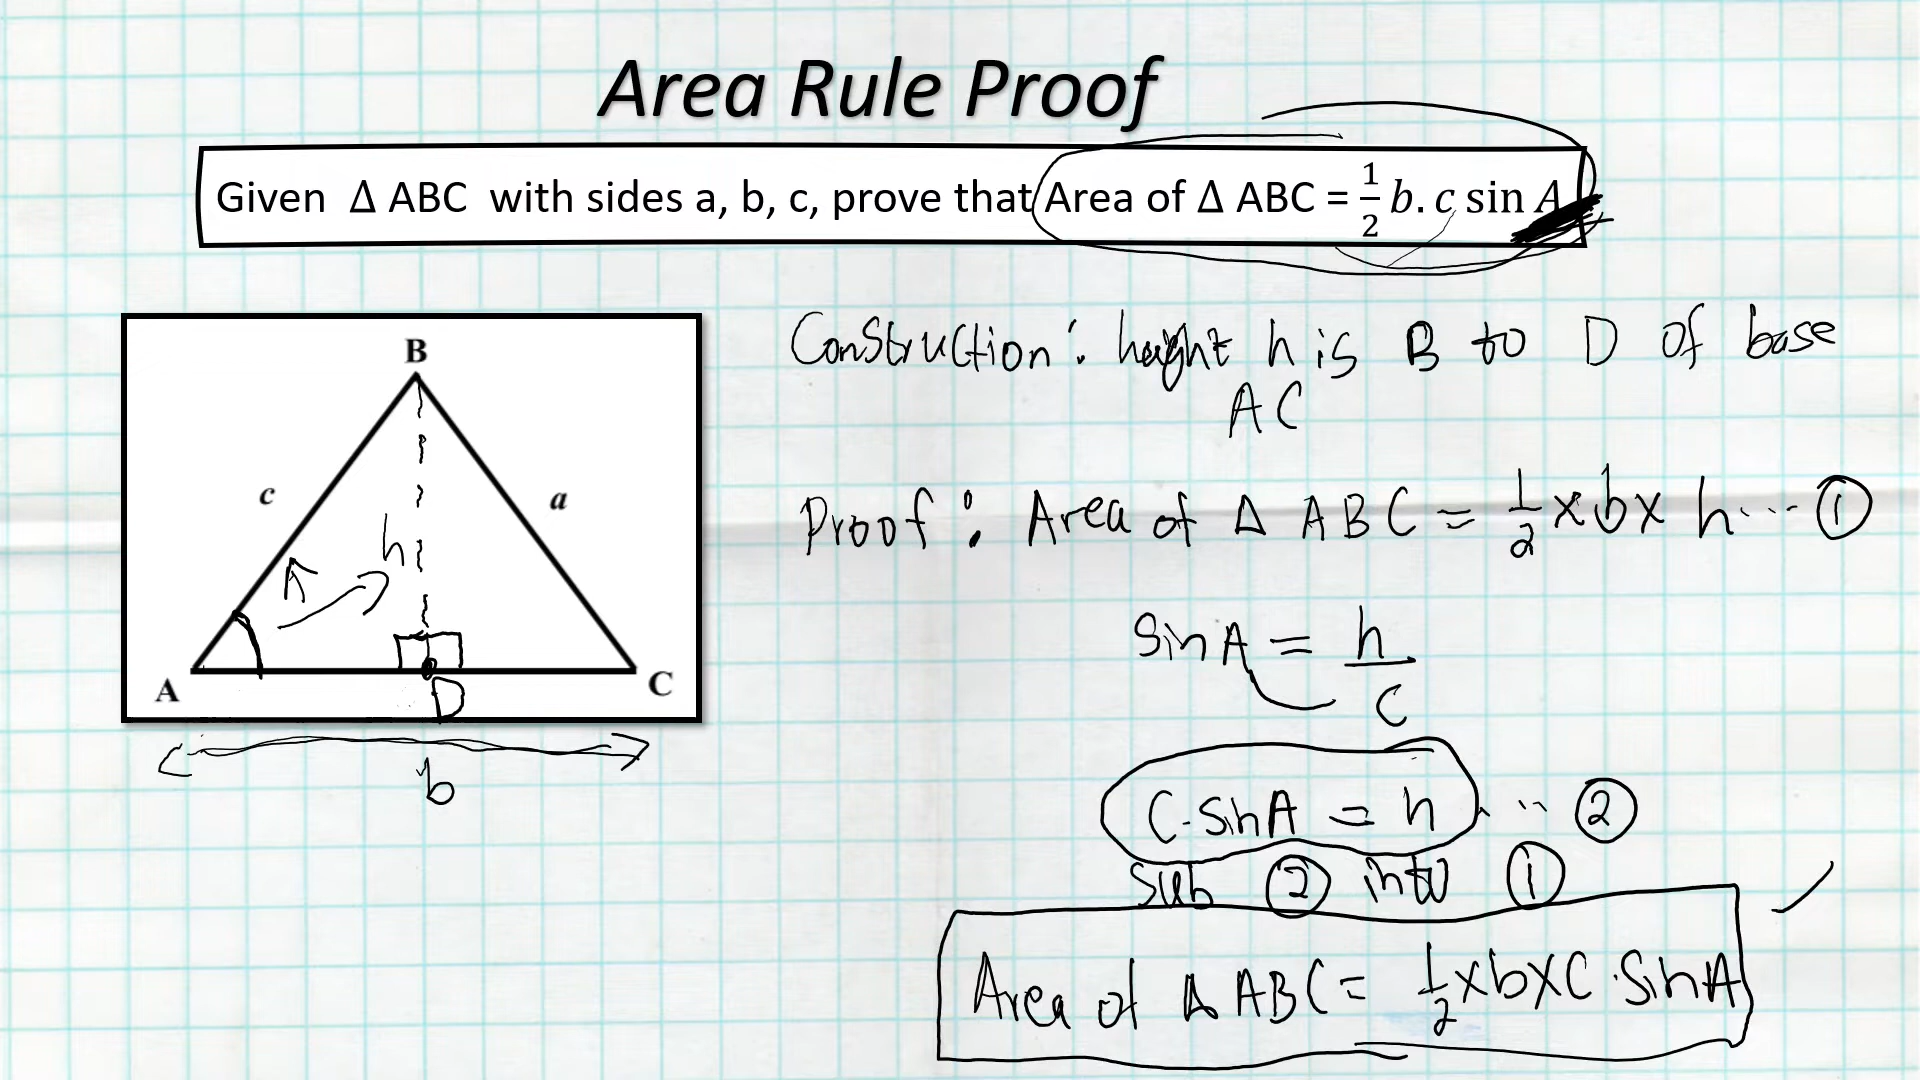 Area Rule Proof
Given Δ ABC with sides a, b, c, prove that Area of Δ ABC = 1/2 b. c sin A
B
c
a
h
A
C
D
b
Construction: height h is B to D of base
AC
Proof: Area of Δ ABC = 1/2 × b × h ... ①
sin A = h/c
C. sin A = h ... ②
Sub ② into ①
Area of Δ ABC = 1/2 × b × C . Sin A